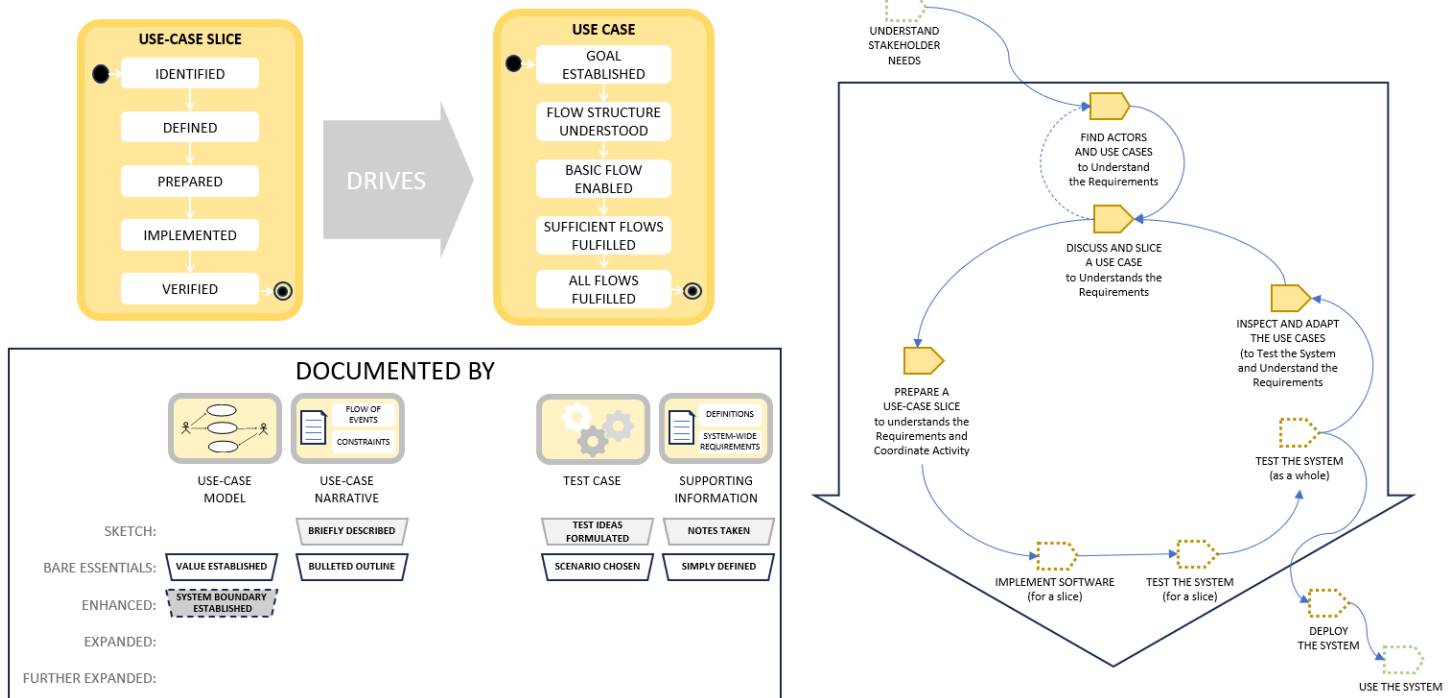 USE-CASE SLICE
IDENTIFIED
DEFINED
PREPARED
IMPLEMENTED
VERIFIED
DRIVES
USE CASE
GOAL
ESTABLISHED
FLOW STRUCTURE
UNDERSTOOD
BASIC FLOW
ENABLED
SUFFICIENT FLOWS
FULFILLED
ALL FLOWS
FULFILLED
DOCUMENTED BY
FLOW OF
EVENTS
CONSTRAINTS
DEFINITIONS
SYSTEM-WIDE
REQUIREMENTS
USE-CASE
MODEL
USE-CASE
NARRATIVE
TEST CASE
SUPPORTING
INFORMATION
SKETCH:
BRIEFLY DESCRIBED
TEST IDEAS
FORMULATED
NOTES TAKEN
BARE ESSENTIALS:
VALUE ESTABLISHED
BULLETED OUTLINE
SCENARIO CHOSEN
SIMPLY DEFINED
ENHANCED:
SYSTEM BOUNDARY
ESTABLISHED
EXPANDED:
FURTHER EXPANDED:
UNDERSTAND
STAKEHOLDER
NEEDS
FIND ACTORS
AND USE CASES
to Understand
the Requirements
DISCUSS AND SLICE
A USE CASE
to Understands the
Requirements
INSPECT AND ADAPT
THE USE CASES
(to Test the System
and Understand the
Requirements
PREPARE A
USE-CASE SLICE
to understands the
Requirements and
Coordinate Activity
TEST THE SYSTEM
(as a whole)
IMPLEMENT SOFTWARE
(for a slice)
TEST THE SYSTEM
(for a slice)
DEPLOY
THE SYSTEM
USE THE SYSTEM